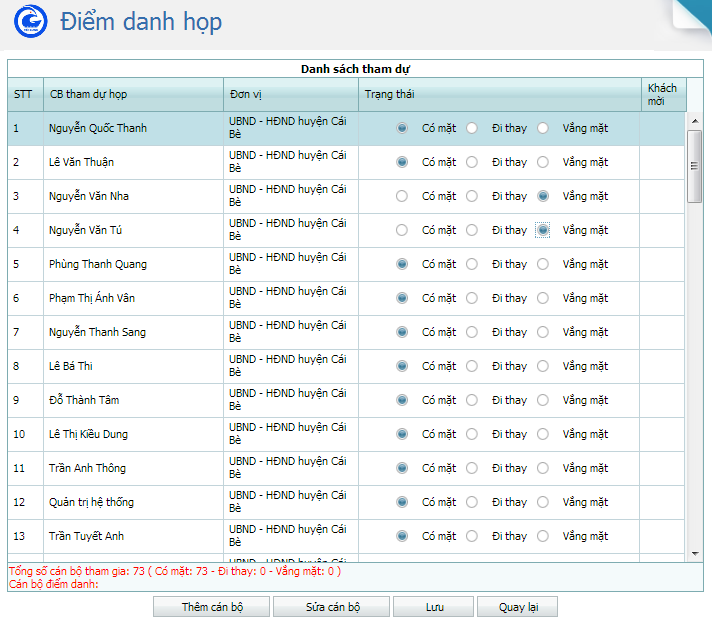 Điểm danh họp
Danh sách tham dự
STT CB tham dự họp Đơn vị Trạng thái Khách mời
1 Nguyễn Quốc Thanh UBND - HĐND huyện Cái Bè Có mặt Đi thay Vắng mặt
2 Lê Văn Thuận UBND - HĐND huyện Cái Bè Có mặt Đi thay Vắng mặt
3 Nguyễn Văn Nha UBND - HĐND huyện Cái Bè Có mặt Đi thay Vắng mặt
4 Nguyễn Văn Tú UBND - HĐND huyện Cái Bè Có mặt Đi thay Vắng mặt
5 Phùng Thanh Quang UBND - HĐND huyện Cái Bè Có mặt Đi thay Vắng mặt
6 Phạm Thị Ánh Vân UBND - HĐND huyện Cái Bè Có mặt Đi thay Vắng mặt
7 Nguyễn Thanh Sang UBND - HĐND huyện Cái Bè Có mặt Đi thay Vắng mặt
8 Lê Bá Thi UBND - HĐND huyện Cái Bè Có mặt Đi thay Vắng mặt
9 Đỗ Thành Tâm UBND - HĐND huyện Cái Bè Có mặt Đi thay Vắng mặt
10 Lê Thị Kiều Dung UBND - HĐND huyện Cái Bè Có mặt Đi thay Vắng mặt
11 Trần Anh Thông UBND - HĐND huyện Cái Bè Có mặt Đi thay Vắng mặt
12 Quản trị hệ thống UBND - HĐND huyện Cái Bè Có mặt Đi thay Vắng mặt
13 Trần Tuyết Anh UBND - HĐND huyện Cái Bè Có mặt Đi thay Vắng mặt
Tổng số cán bộ tham gia: 73 ( Có mặt: 73 - Đi thay: 0 - Vắng mặt: 0 )
Cán bộ điểm danh:
Thêm cán bộ Sửa cán bộ Lưu Quay lại